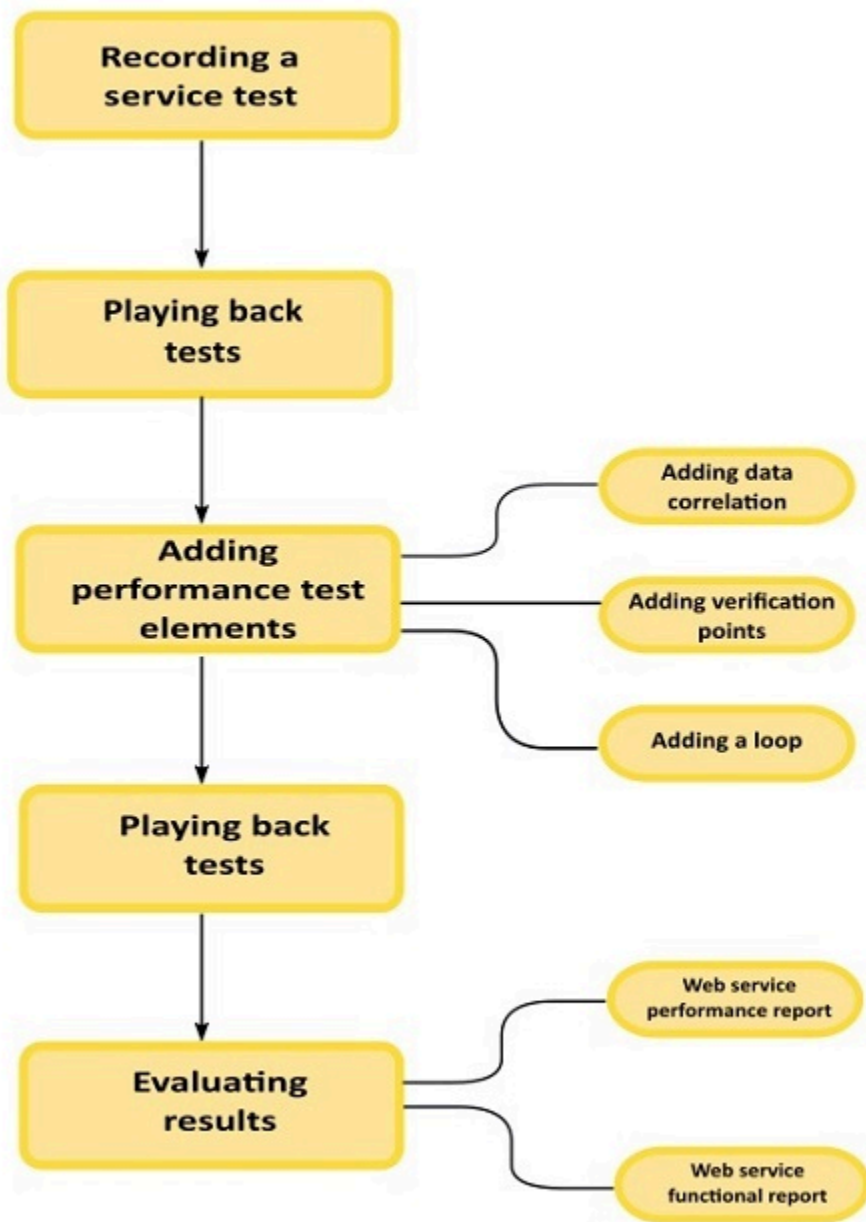 Recording a
service test
Playing back
tests
Adding
performance test
elements
Adding data
correlation
Adding verification
points
Adding a loop
Playing back
tests
Evaluating
results
Web service
performance report
Web service
functional report